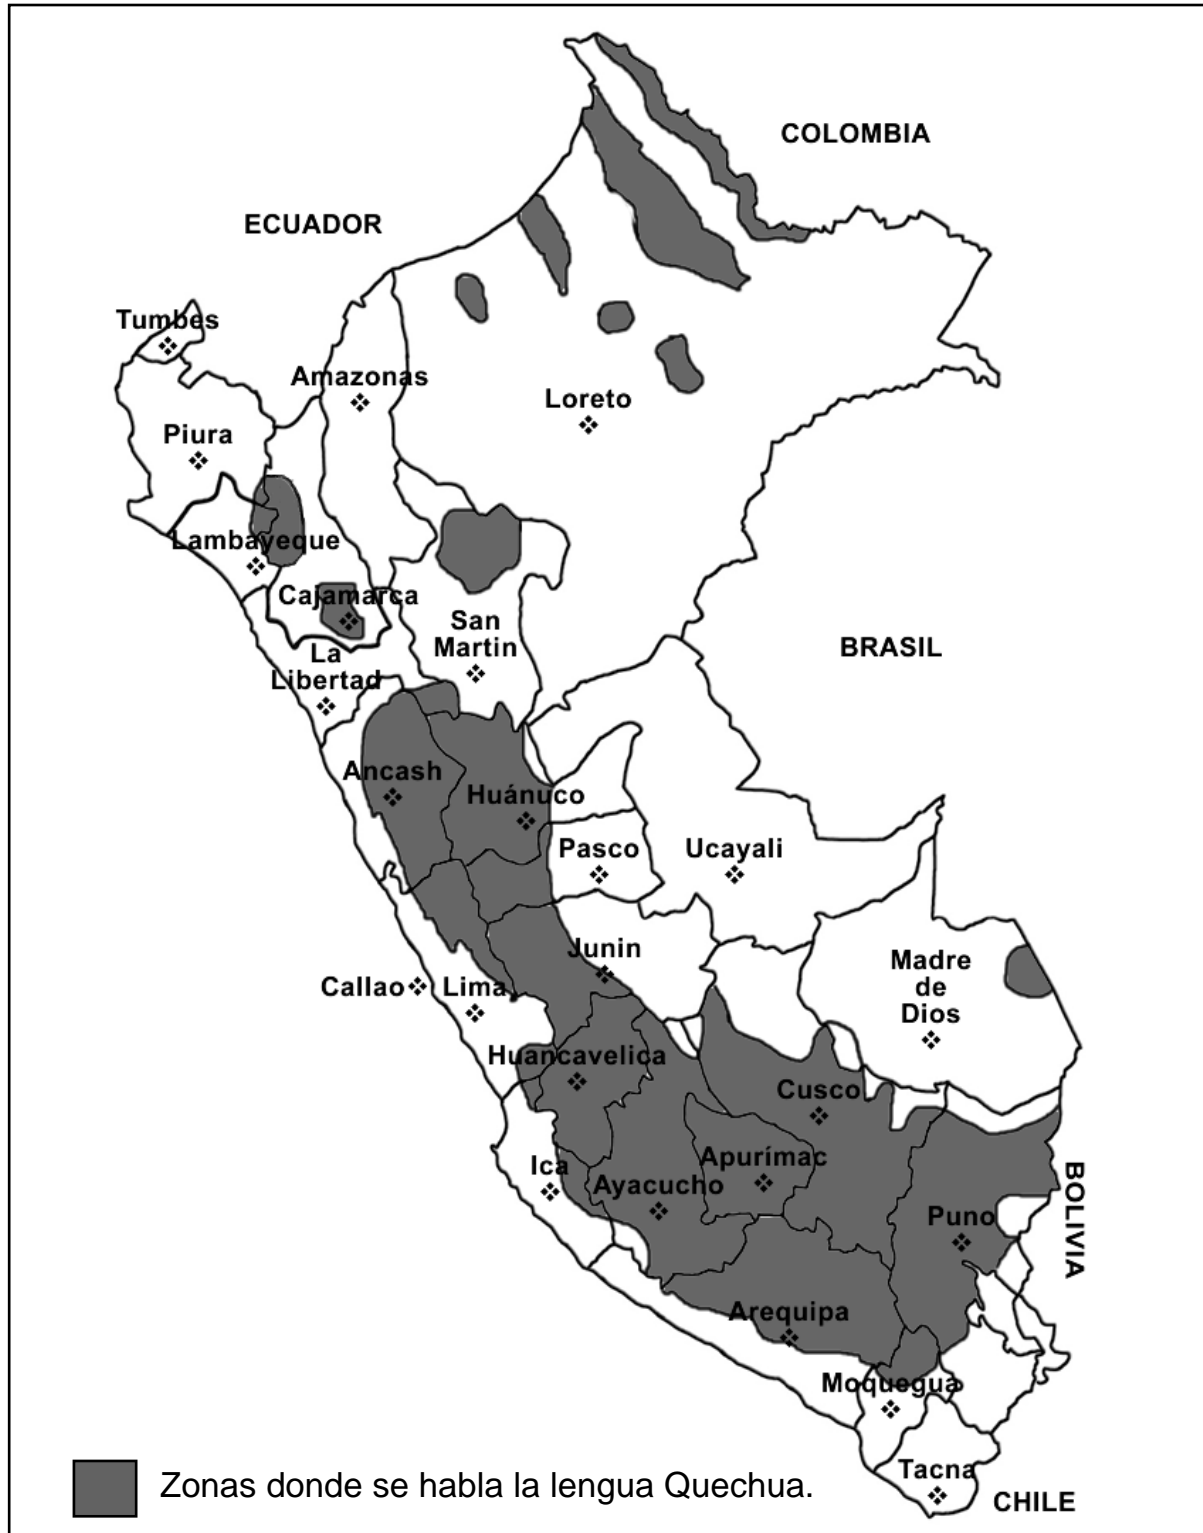 COLOMBIA
ECUADOR
Tumbes
Amazonas
Loreto
Piura
Lambayeque
Cajamarca
San
Martin
BRASIL
La
Libertad
Ancash
Huánuco
Pasco
Ucayali
Junin
Madre
de
Dios
Callao
Lima
Huancavelica
Cusco
Apurímac
Ica
Ayacucho
Puno
BOLIVIA
Arequipa
Moquegua
Tacna
CHILE
Zonas donde se habla la lengua Quechua.